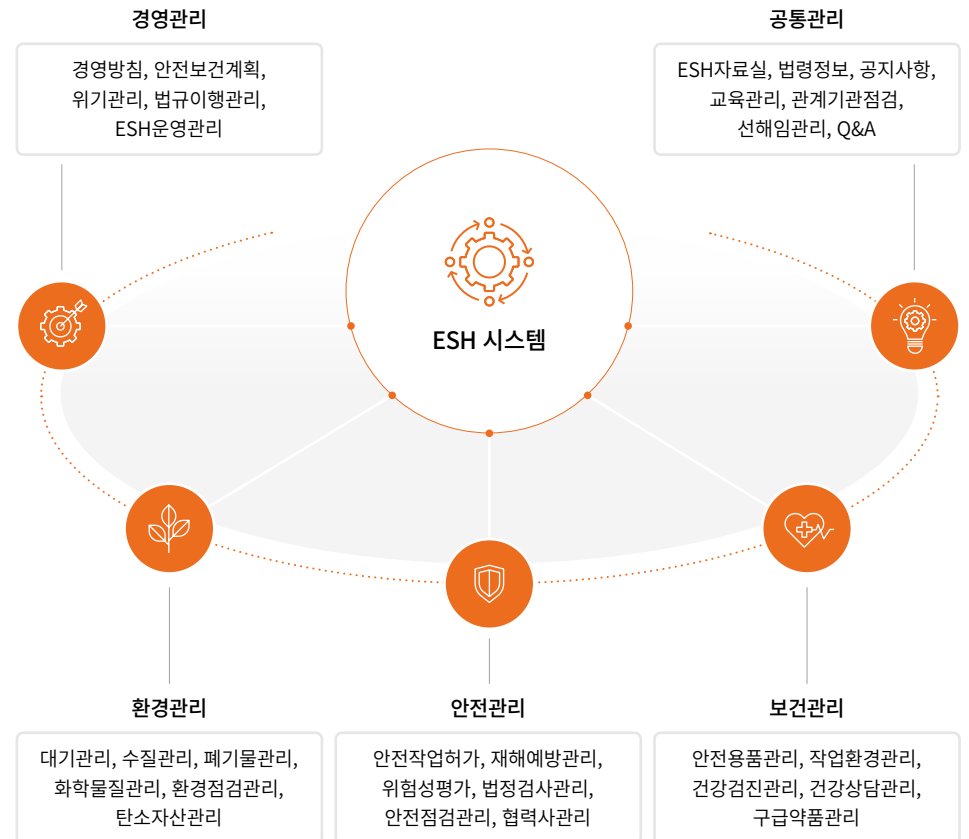 경영관리
경영방침, 안전보건계획,
위기관리, 법규이행관리,
ESH운영관리
공통관리
ESH자료실, 법령정보, 공지사항,
교육관리, 관계기관점검,
선해임관리, Q&A
ESH 시스템
환경관리
대기관리, 수질관리, 폐기물관리,
화학물질관리, 환경점검관리,
탄소자산관리
안전관리
안전작업허가, 재해예방관리,
위험성평가, 법정검사관리,
안전점검관리, 협력사관리
보건관리
안전용품관리, 작업환경관리,
건강검진관리, 건강상담관리,
구급약품관리